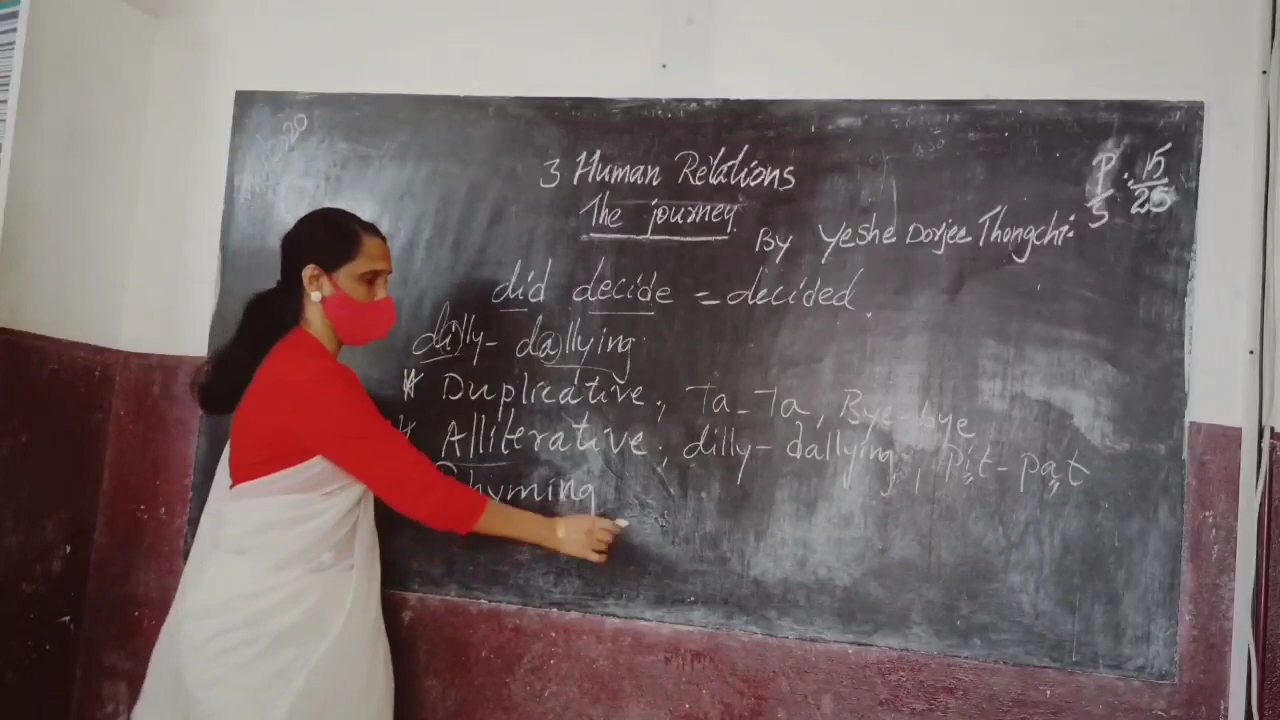 3 Human Relations
The journey
By Yeshe Dorjee Thongchi
P/5 : 15/25
did decide = decided.
dilly-dallying
* Duplicative; Ta-Ta, Bye-bye
* Alliterative; dilly-dallying, Pit-pat
Rhyming